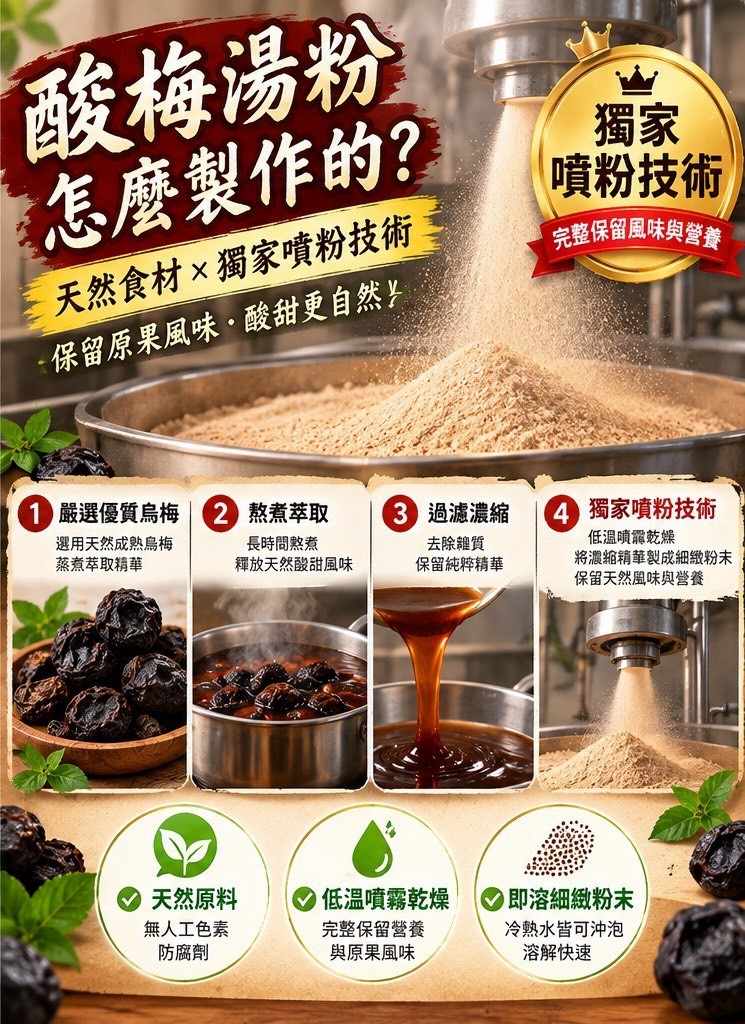 酸梅湯粉
怎麼製作的?
天然食材 × 獨家噴粉技術
保留原果風味·酸甜更自然!
獨家
噴粉技術
完整保留風味與營養
1 嚴選優質烏梅
選用天然成熟烏梅
蒸煮萃取精華
2 熬煮萃取
長時間熬煮
釋放天然酸甜風味
3 過濾濃縮
去除雜質
保留純粹精華
4 獨家噴粉技術
低溫噴霧乾燥
將濃縮精華製成細緻粉末
保留天然風味與營養
天然原料
無人工色素
防腐劑
低溫噴霧乾燥
完整保留營養
與原果風味
即溶細緻粉末
冷熱水皆可沖泡
溶解快速